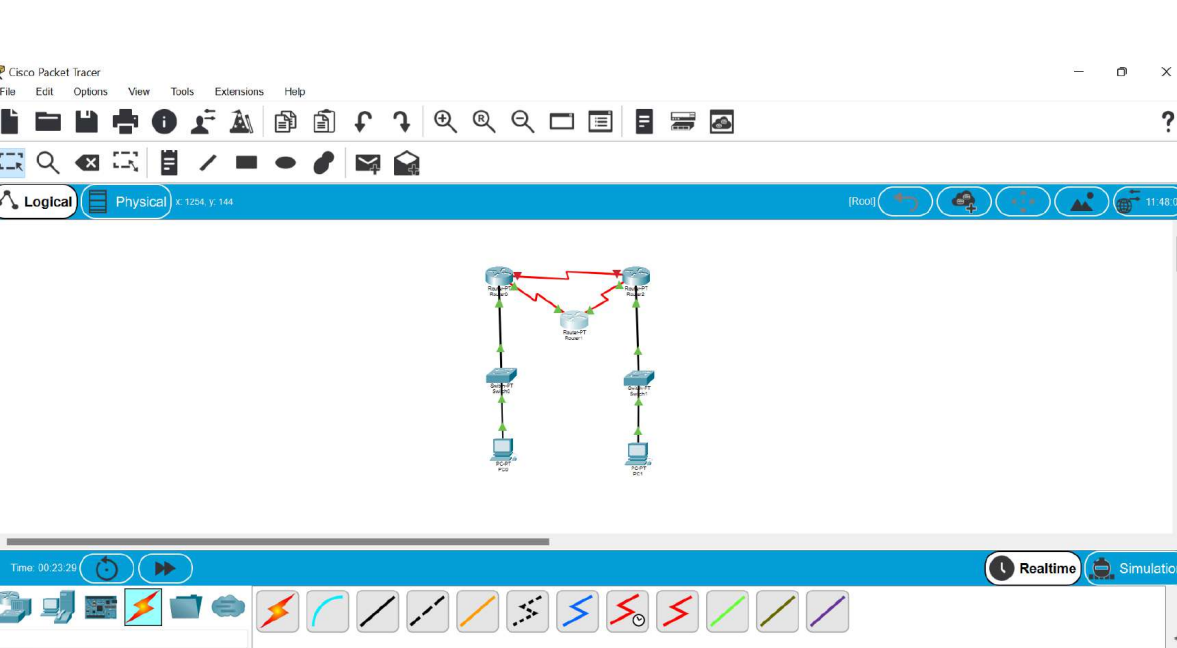 Cisco Packet Tracer
File Edit Options View Tools Extensions Help
Logical Physical x: 1254, y: 144 [Root] 11:48:0
Router-PT
Router0
Router-PT
Router2
Router-PT
Router1
Switch-PT
Switch0
Switch-PT
Switch1
PC-PT
PC0
PC-PT
PC1
Time: 00:23:29 Realtime Simulatio